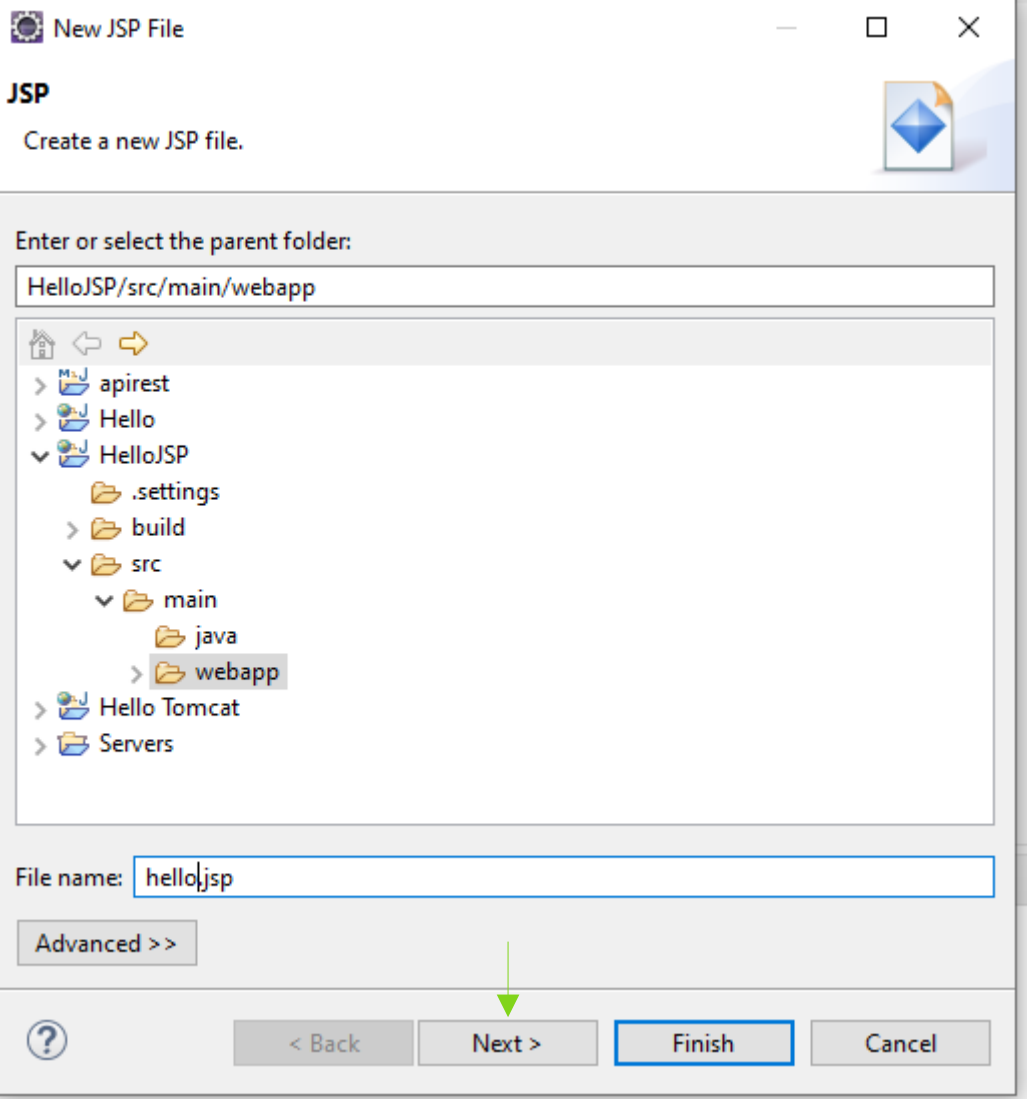 New JSP File
JSP
Create a new JSP file.
Enter or select the parent folder:
HelloJSP/src/main/webapp
apirest
Hello
HelloJSP
.settings
build
src
main
java
webapp
Hello Tomcat
Servers
File name: hello.jsp
Advanced >>
? < Back Next > Finish Cancel